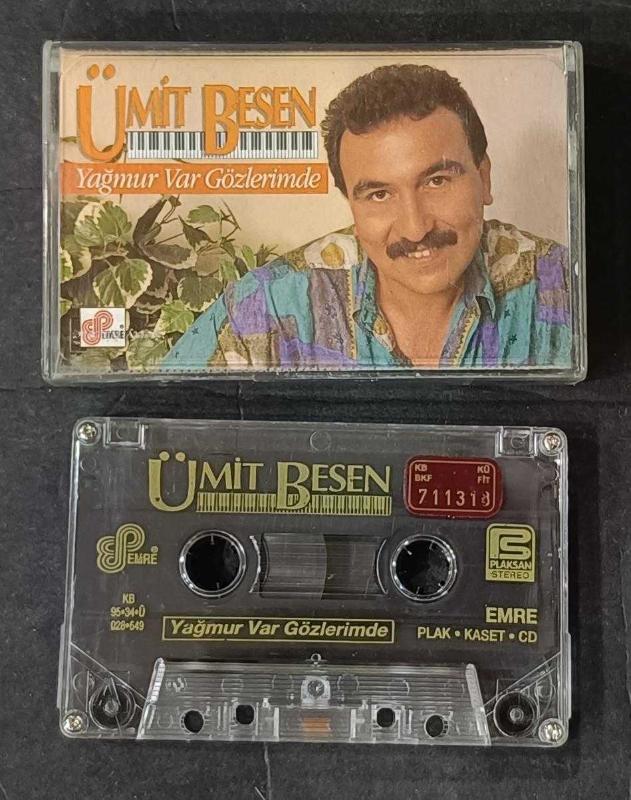 ÜMİT BESEN
Yağmur Var Gözlerimde
EMRE
ÜMİT BESEN
KB KÜ
BKF FİT
711318
EMRE
PLAKSAN
STEREO
KB
95•34•Ü
028•649
Yağmur Var Gözlerimde
EMRE
PLAK • KASET • CD